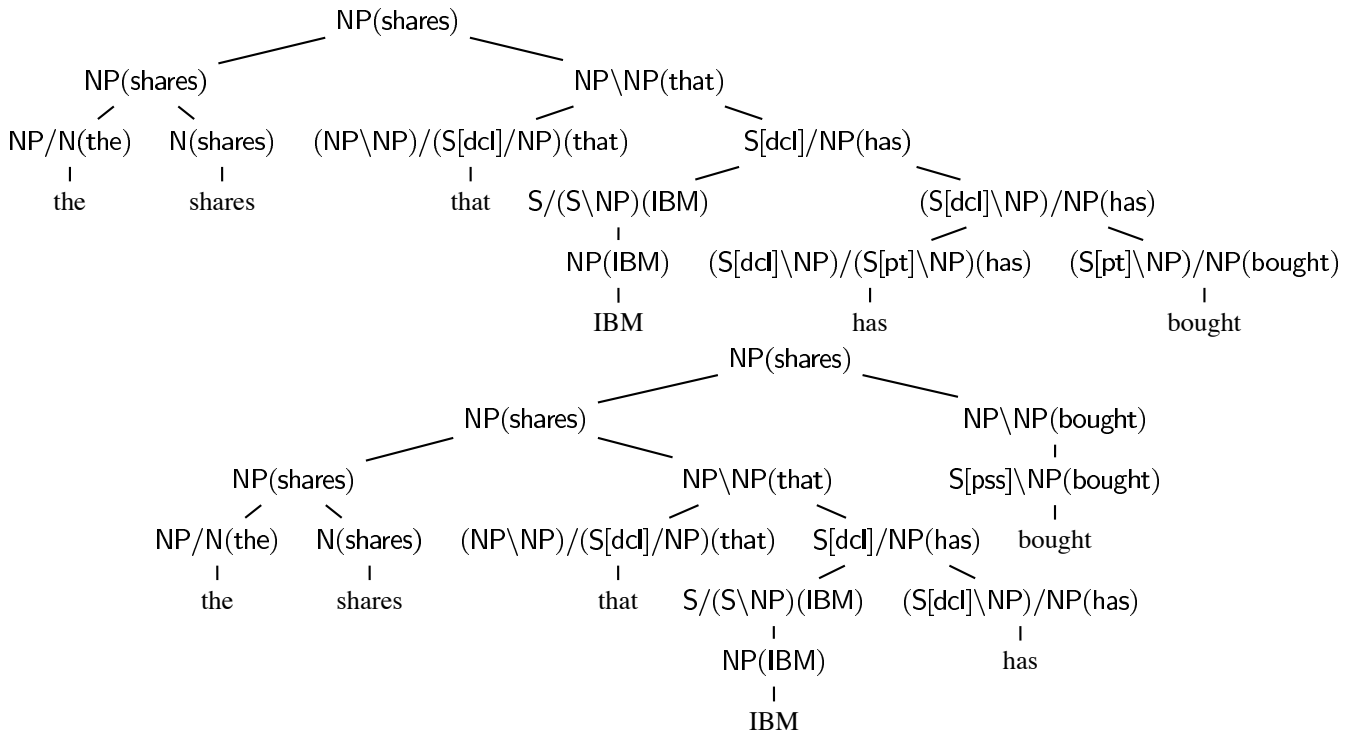 NP(shares)
NP(shares) NP\NP(that)
NP/N(the) N(shares) (NP\NP)/(S[dcl]/NP)(that) S[dcl]/NP(has)
the shares that S/(S\NP)(IBM) (S[dcl]\NP)/NP(has)
NP(IBM) (S[dcl]\NP)/(S[pt]\NP)(has) (S[pt]\NP)/NP(bought)
IBM has bought
NP(shares)
NP(shares) NP\NP(bought)
NP(shares) NP\NP(that) S[pss]\NP(bought)
NP/N(the) N(shares) (NP\NP)/(S[dcl]/NP)(that) S[dcl]/NP(has) bought
the shares that S/(S\NP)(IBM) (S[dcl]\NP)/NP(has)
NP(IBM) has
IBM